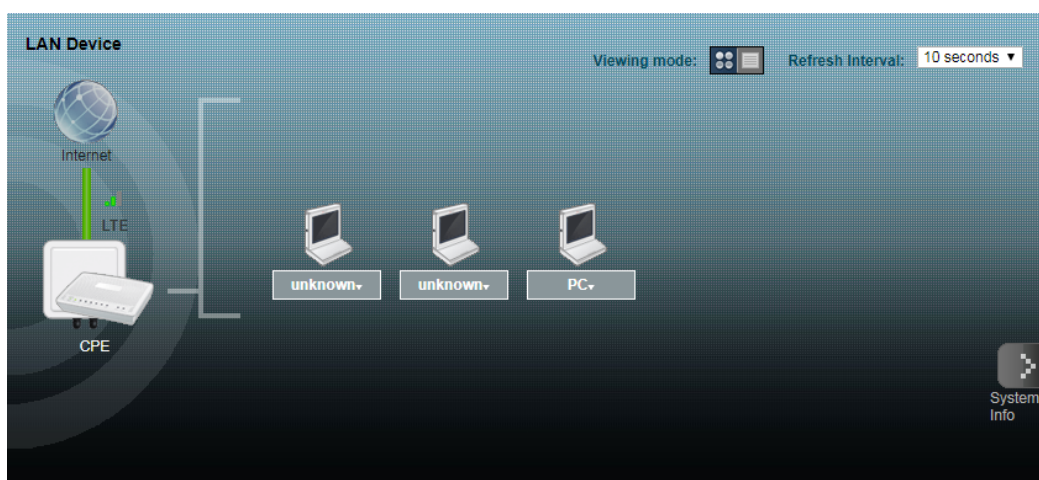 LAN Device
Viewing mode:
Refresh Interval:
10 seconds
Internet
LTE
unknown
unknown
PC
CPE
System
Info